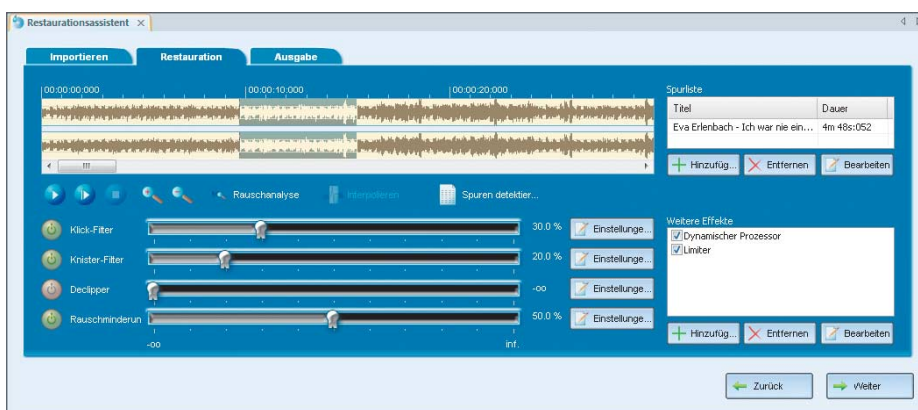 Restaurationsassistent
Importieren Restauration Ausgabe
00:00:00:000 00:00:10:000 00:00:20:000
Spurliste
Titel Dauer
Eva Erlenbach - Ich war nie ein... 4m 48s:052
Hinzufüg... Entfernen Bearbeiten
Rauschanalyse Interpolieren Spuren detektier...
Klick-Filter 30.0 % Einstellunge...
Knister-Filter 20.0 % Einstellunge...
Declipper -oo Einstellunge...
Rauschminderun 50.0 % Einstellunge...
-oo inf.
Weitere Effekte
Dynamischer Prozessor
Limiter
Hinzufüg... Entfernen Bearbeiten
Zurück Weiter